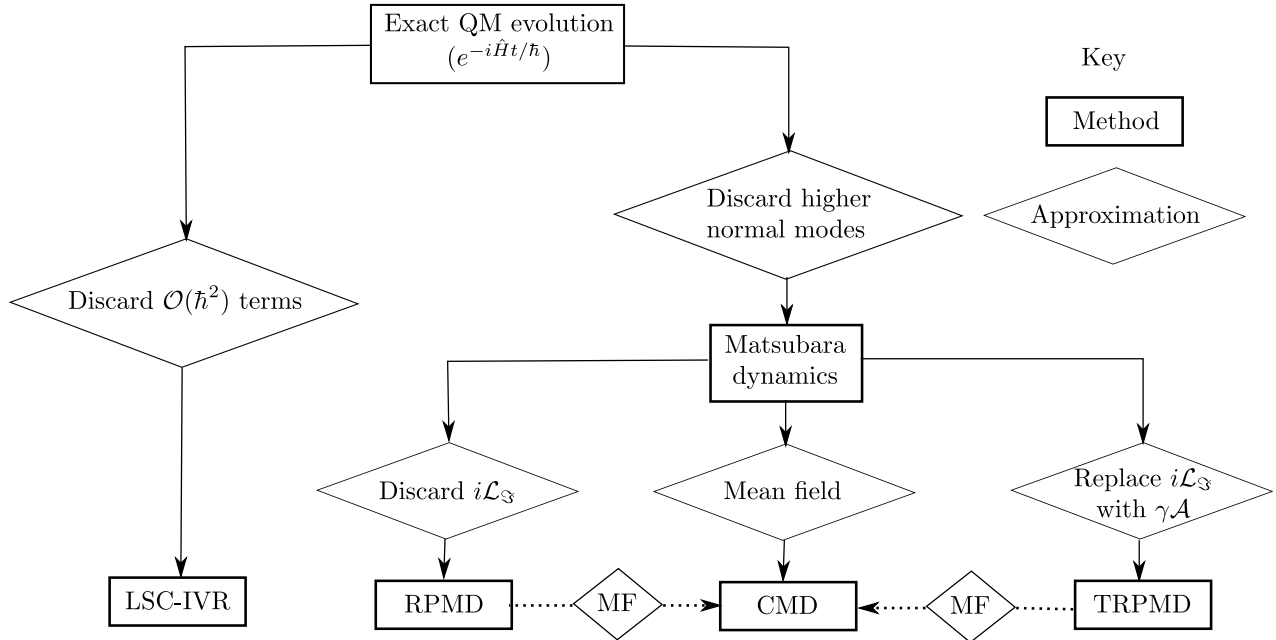 Exact QM evolution
(e^{-iĤt/ħ})
Key
Method
Approximation
Discard higher
normal modes
Discard 𝒪(ħ²) terms
Matsubara
dynamics
Discard iℒ_ℑ
Mean field
Replace iℒ_ℑ
with γ𝒜
LSC-IVR
RPMD
MF
CMD
MF
TRPMD